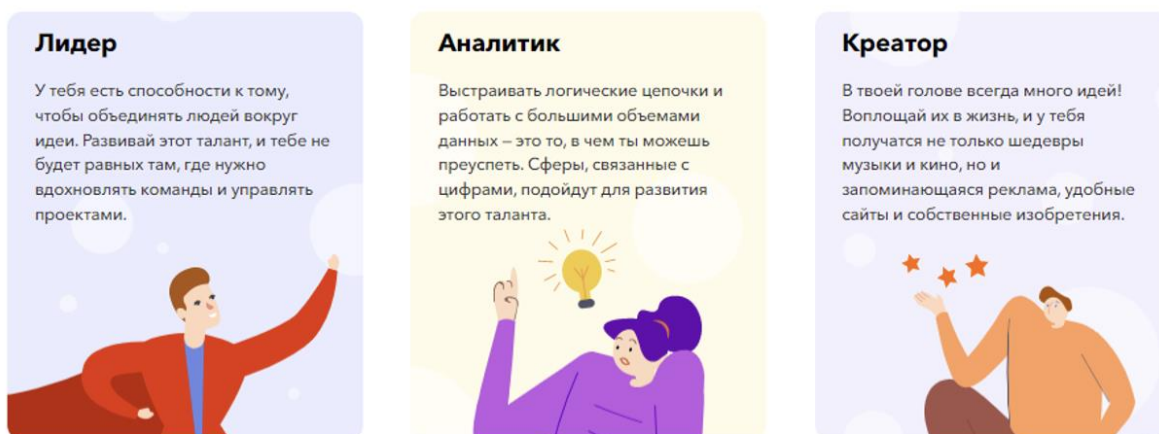 Лидер
У тебя есть способности к тому,
чтобы объединять людей вокруг
идеи. Развивай этот талант, и тебе не
будет равных там, где нужно
вдохновлять команды и управлять
проектами.
Аналитик
Выстраивать логические цепочки и
работать с большими объемами
данных – это то, в чем ты можешь
преуспеть. Сферы, связанные с
цифрами, подойдут для развития
этого таланта.
Креатор
В твоей голове всегда много идей!
Воплощай их в жизнь, и у тебя
получатся не только шедевры
музыки и кино, но и
запоминающаяся реклама, удобные
сайты и собственные изобретения.